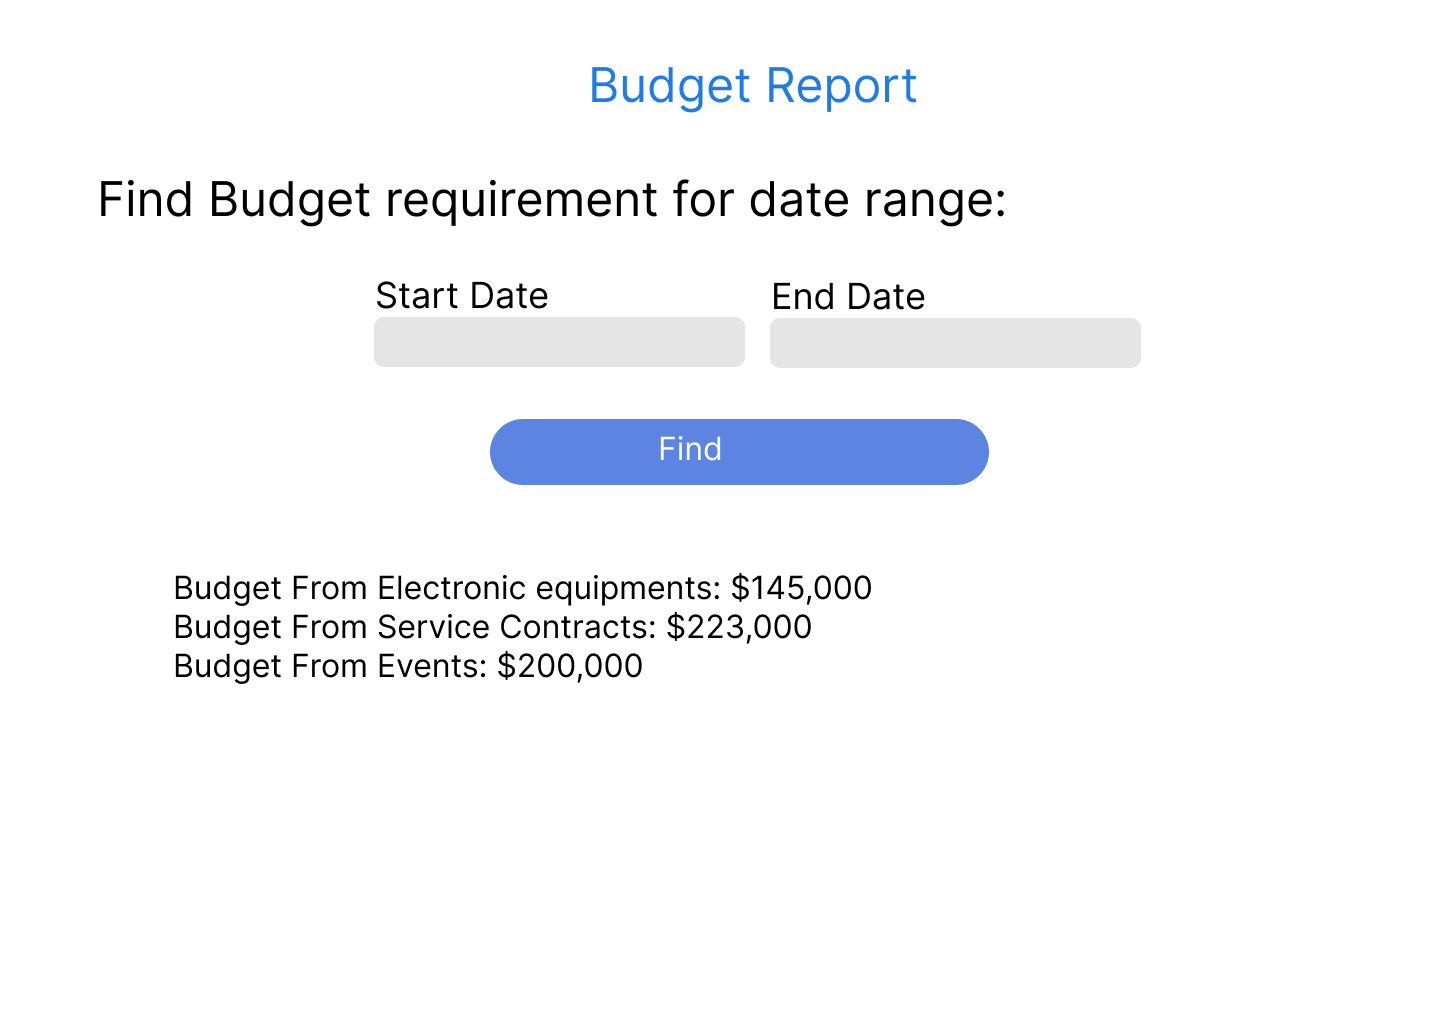 Budget Report
Find Budget requirement for date range:
Start Date
End Date
Find
Budget From Electronic equipments: $145,000
Budget From Service Contracts: $223,000
Budget From Events: $200,000